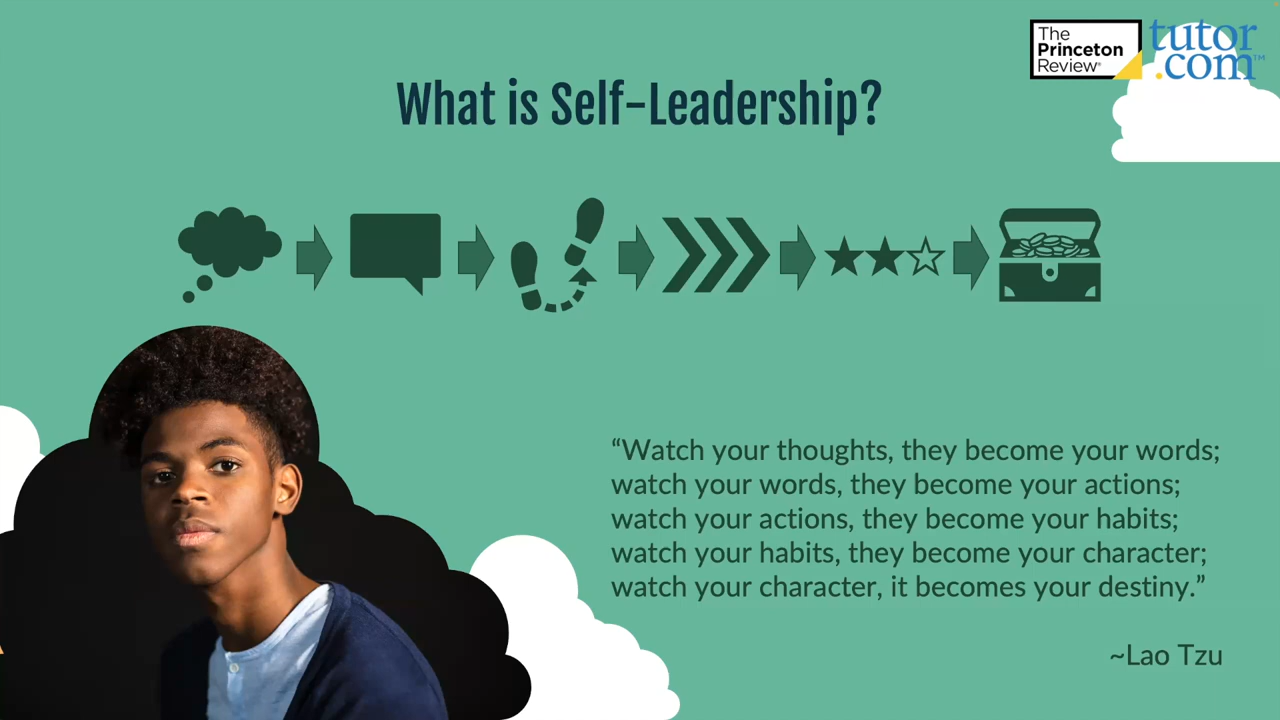 The
Princeton
Review®
tutor
.com™
What is Self-Leadership?
“Watch your thoughts, they become your words;
watch your words, they become your actions;
watch your actions, they become your habits;
watch your habits, they become your character;
watch your character, it becomes your destiny.”
~Lao Tzu